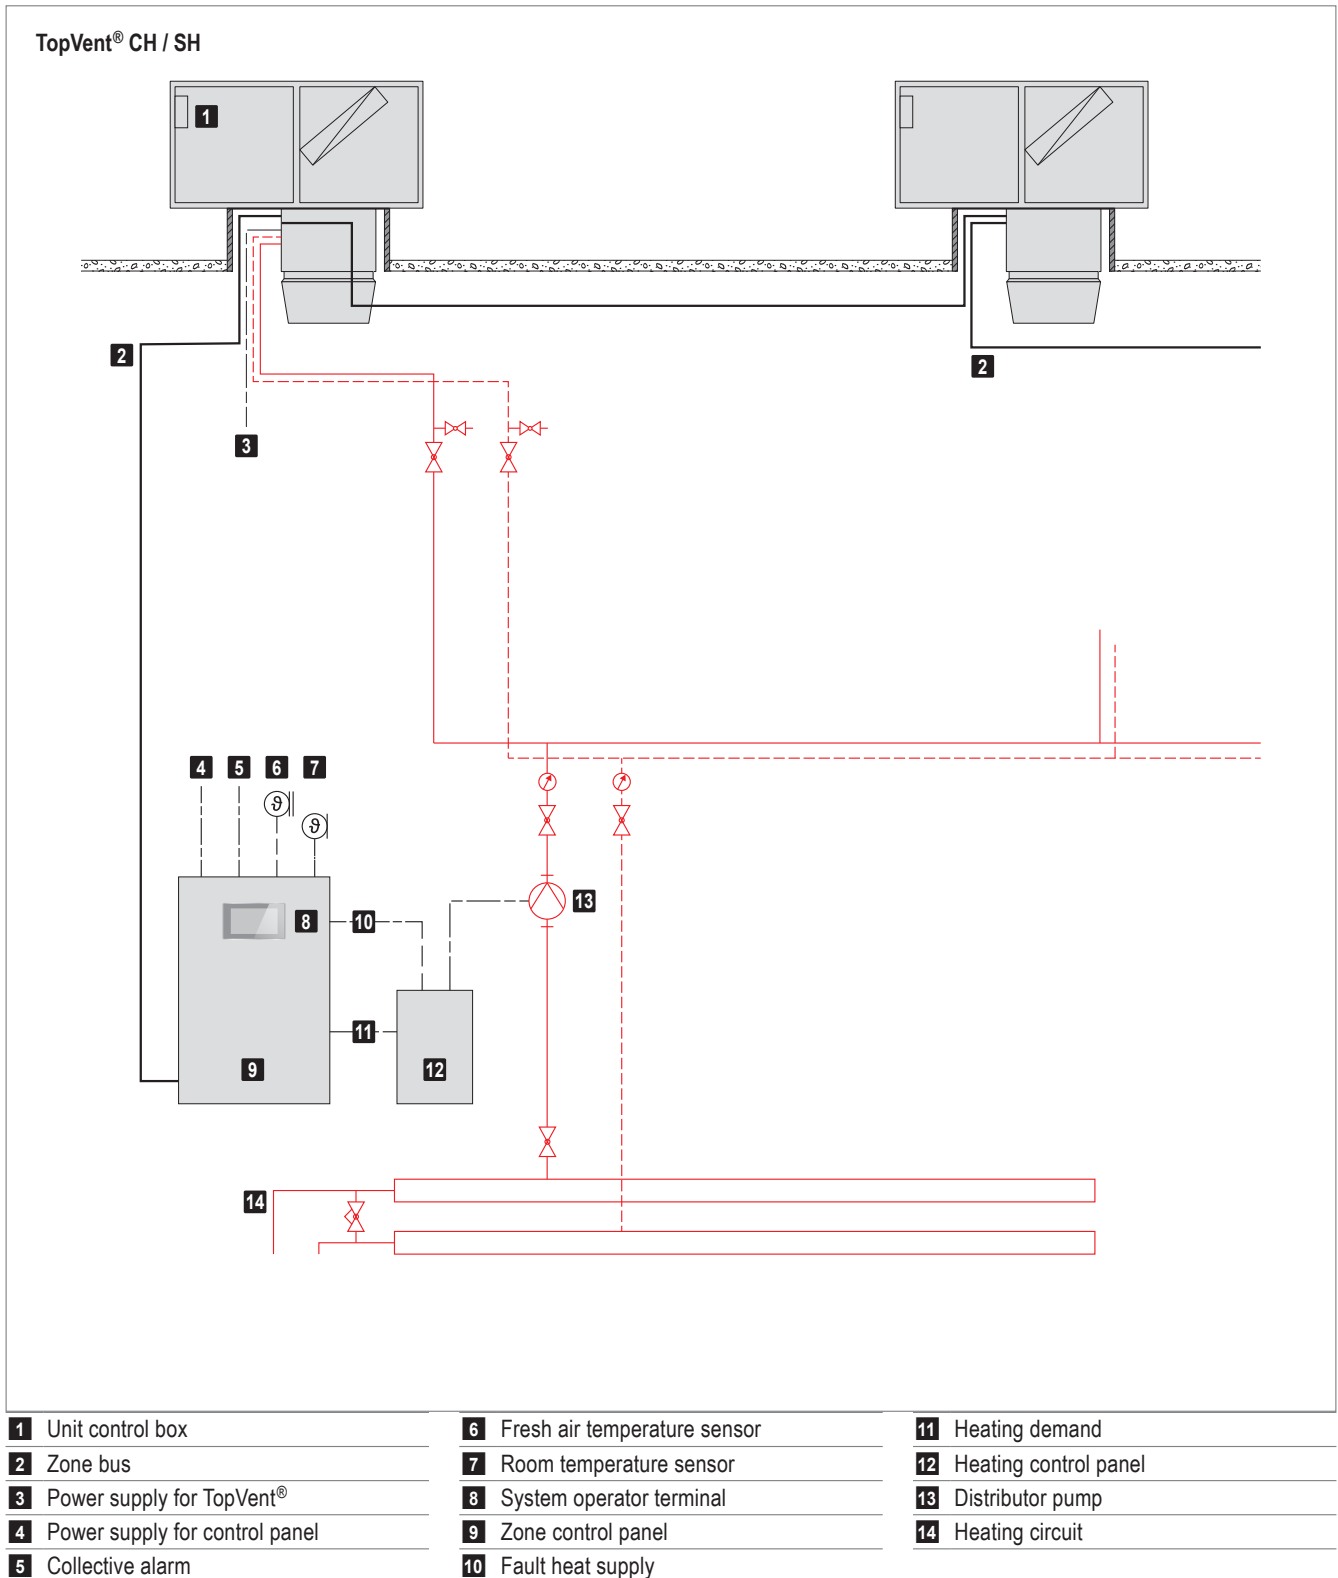 TopVent® CH / SH
1
2
2
3
4 5 6 7
ϑ
ϑ
8
10
13
11
9
12
14
1 Unit control box
2 Zone bus
3 Power supply for TopVent®
4 Power supply for control panel
5 Collective alarm
6 Fresh air temperature sensor
7 Room temperature sensor
8 System operator terminal
9 Zone control panel
10 Fault heat supply
11 Heating demand
12 Heating control panel
13 Distributor pump
14 Heating circuit